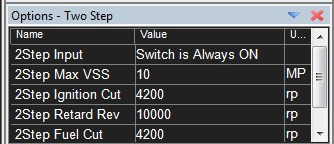 Options - Two Step
Name Value U...
2Step Input Switch is Always ON
2Step Max VSS 10 MP
2Step Ignition Cut 4200 rp
2Step Retard Rev 10000 rp
2Step Fuel Cut 4200 rp